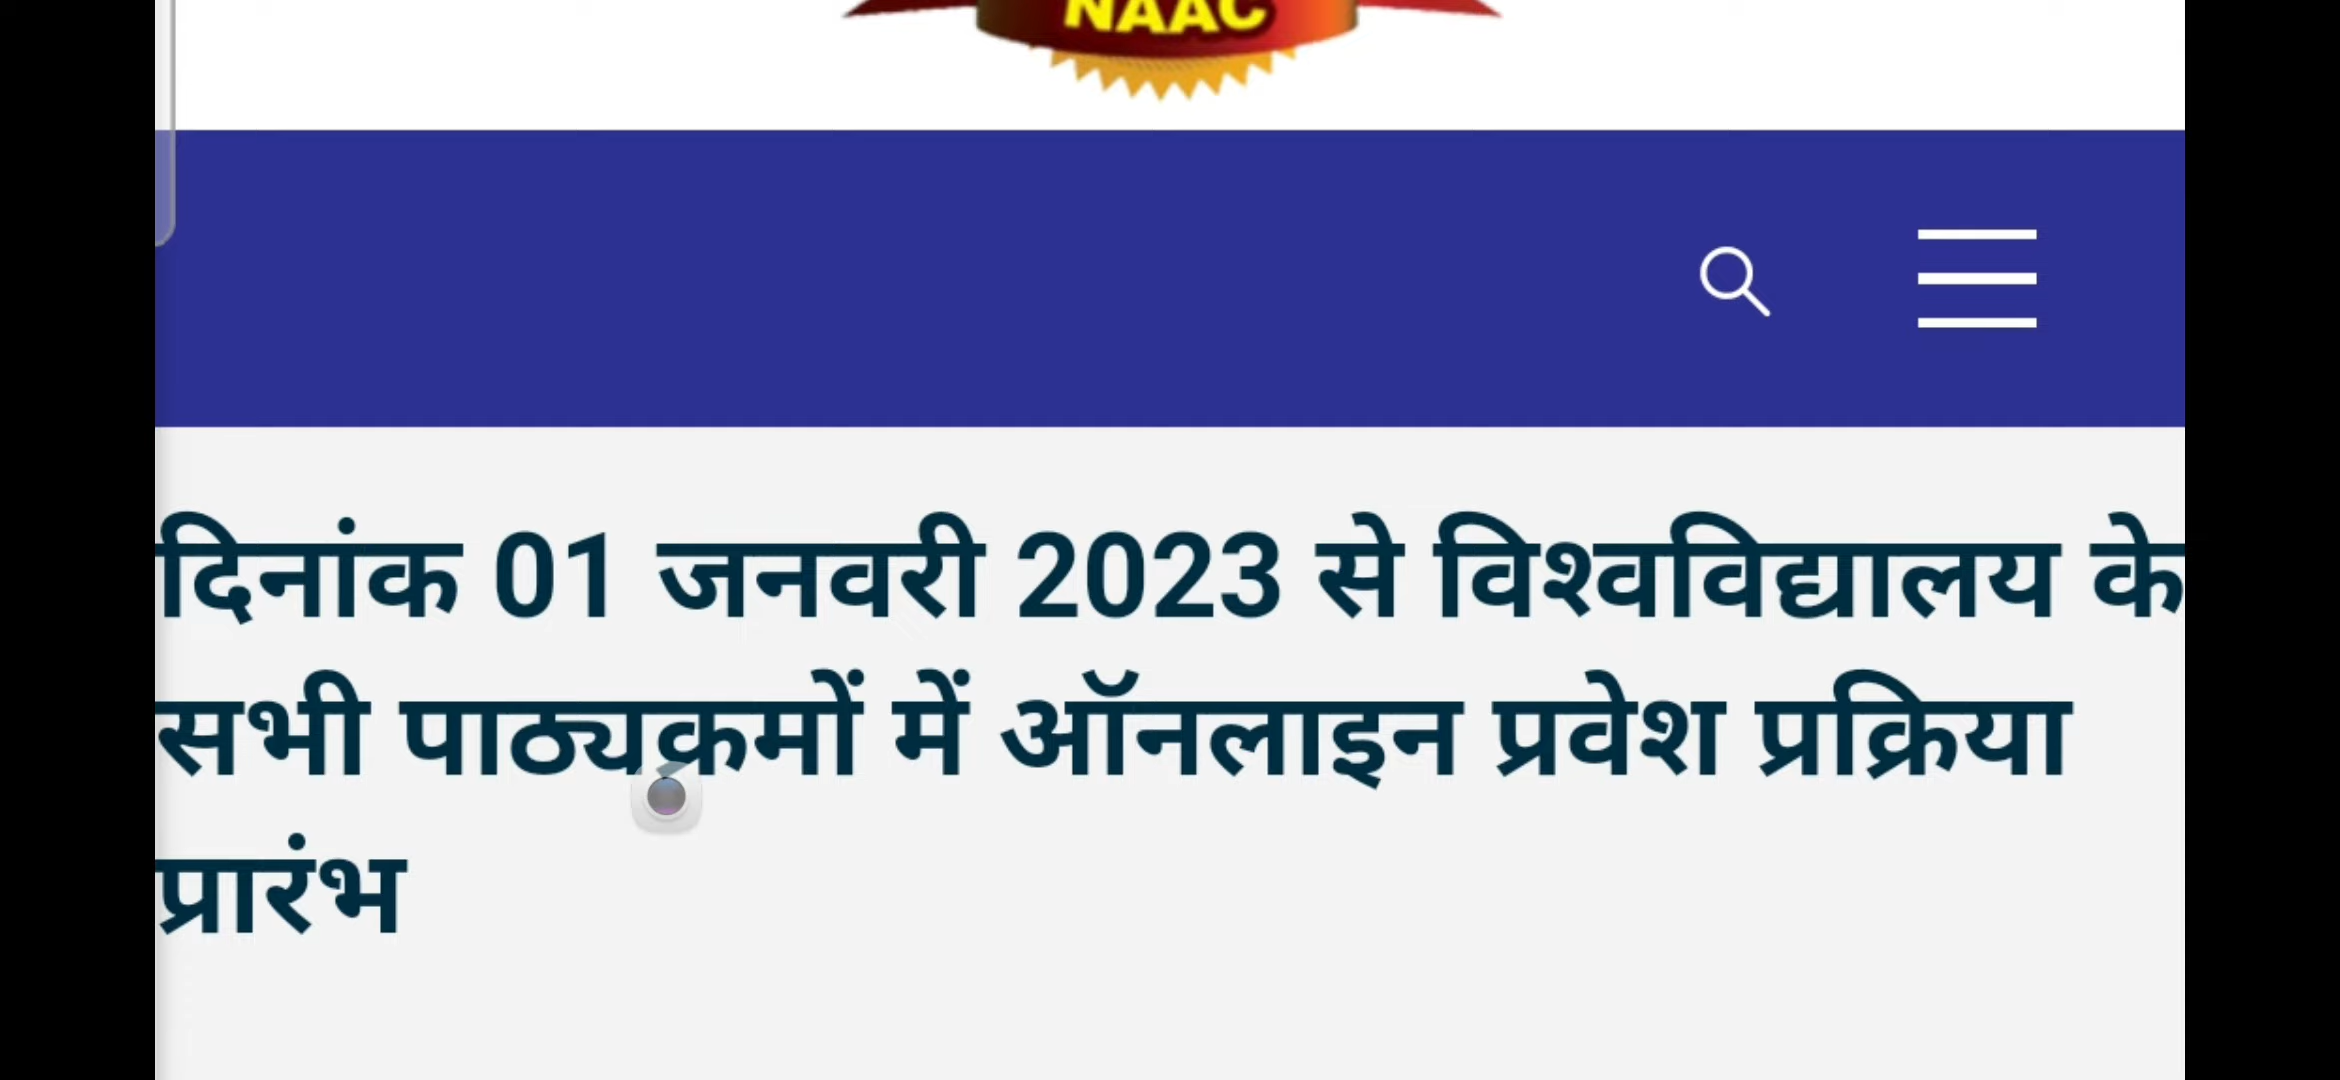 NAAC
दिनांक 01 जनवरी 2023 से विश्वविद्यालय के
सभी पाठ्यक्रमों में ऑनलाइन प्रवेश प्रक्रिया
प्रारंभ